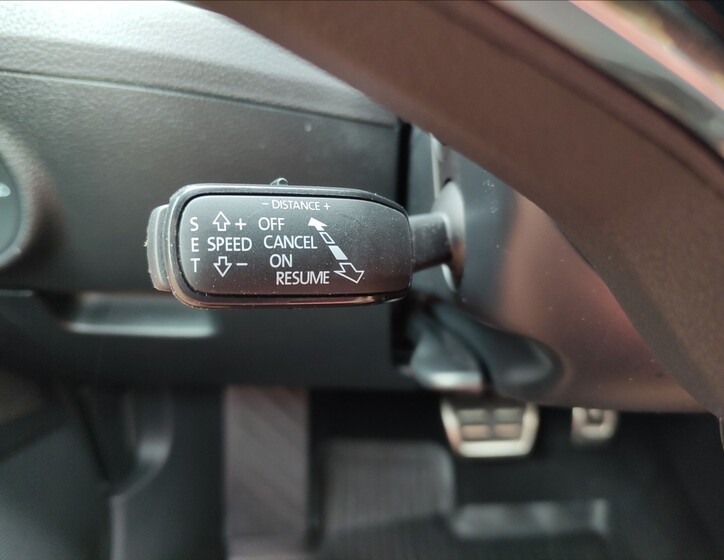 - DISTANCE +
S + OFF
E SPEED CANCEL
T - ON
RESUME